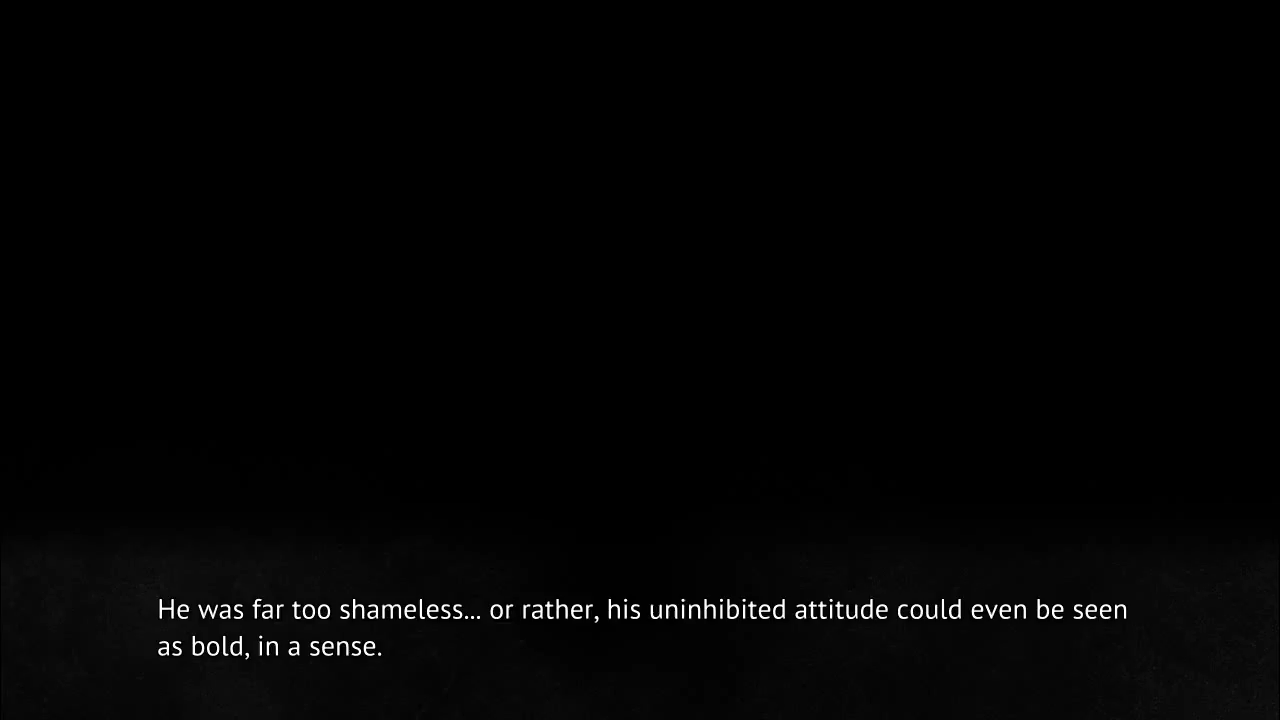 He was far too shameless... or rather, his uninhibited attitude could even be seen
as bold, in a sense.